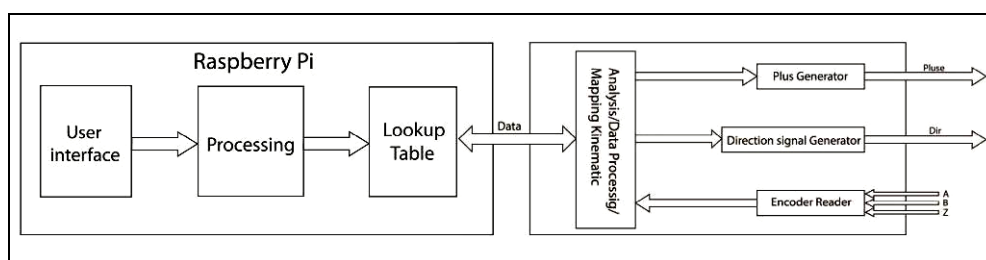 Raspberry Pi
User
interface
Processing
Lookup
Table
Data
Analysis/Data Processig/
Mapping Kinematic
Plus Generator
Pluse
Direction signal Generator
Dir
Encoder Reader
A
B
Z